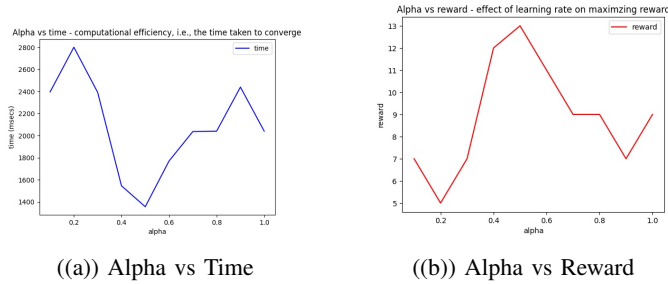 Alpha vs time - computational efficiency, i.e., the time taken to converge
time
2800
2600
2400
2200
2000
1800
1600
1400
time (msecs)
0.2
0.4
0.6
0.8
1.0
alpha
((a)) Alpha vs Time
Alpha vs reward - effect of learning rate on maximzing reward
reward
13
12
11
10
9
8
7
6
5
reward
0.2
0.4
0.6
0.8
1.0
alpha
((b)) Alpha vs Reward